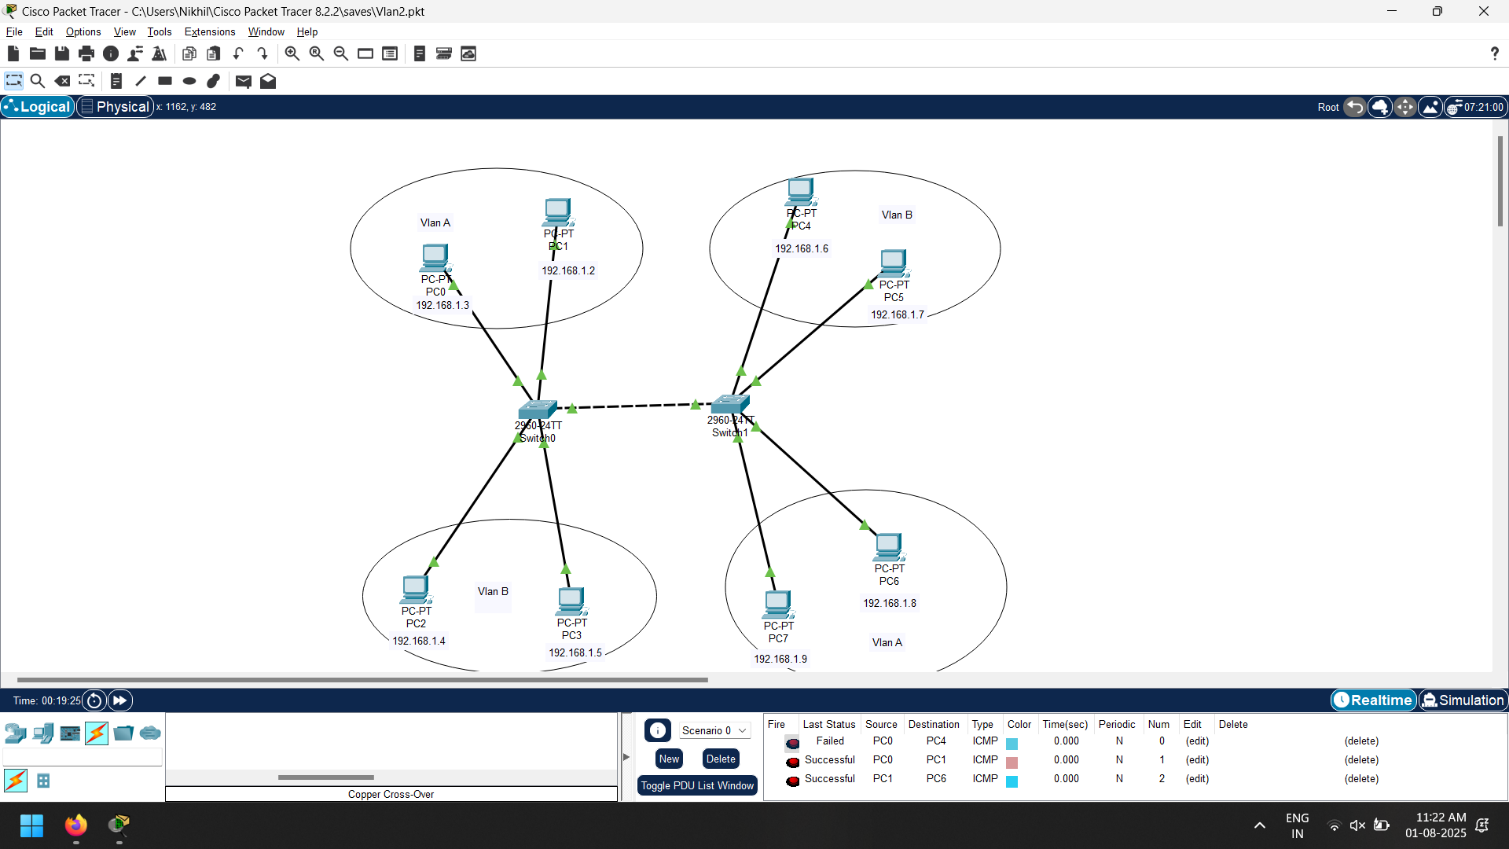 Cisco Packet Tracer - C:\Users\Nikhil\Cisco Packet Tracer 8.2.2\saves\Vlan2.pkt
File Edit Options View Tools Extensions Window Help
?
Logical Physical x: 1162, y: 482 Root 07:21:00
Vlan A
PC-PT
PC1
192.168.1.2
PC-PT
PC0
192.168.1.3
PC-PT
PC4
192.168.1.6
Vlan B
PC-PT
PC5
192.168.1.7
2960-24TT
Switch0
2960-24TT
Switch1
PC-PT
PC2
192.168.1.4
Vlan B
PC-PT
PC3
192.168.1.5
PC-PT
PC6
192.168.1.8
PC-PT
PC7
192.168.1.9
Vlan A
Time: 00:19:25 Realtime Simulation
Copper Cross-Over
Scenario 0
New Delete
Toggle PDU List Window
Fire Last Status Source Destination Type Color Time(sec) Periodic Num Edit Delete
Failed PC0 PC4 ICMP 0.000 N 0 (edit) (delete)
Successful PC0 PC1 ICMP 0.000 N 1 (edit) (delete)
Successful PC1 PC6 ICMP 0.000 N 2 (edit) (delete)
ENG
IN
11:22 AM
01-08-2025